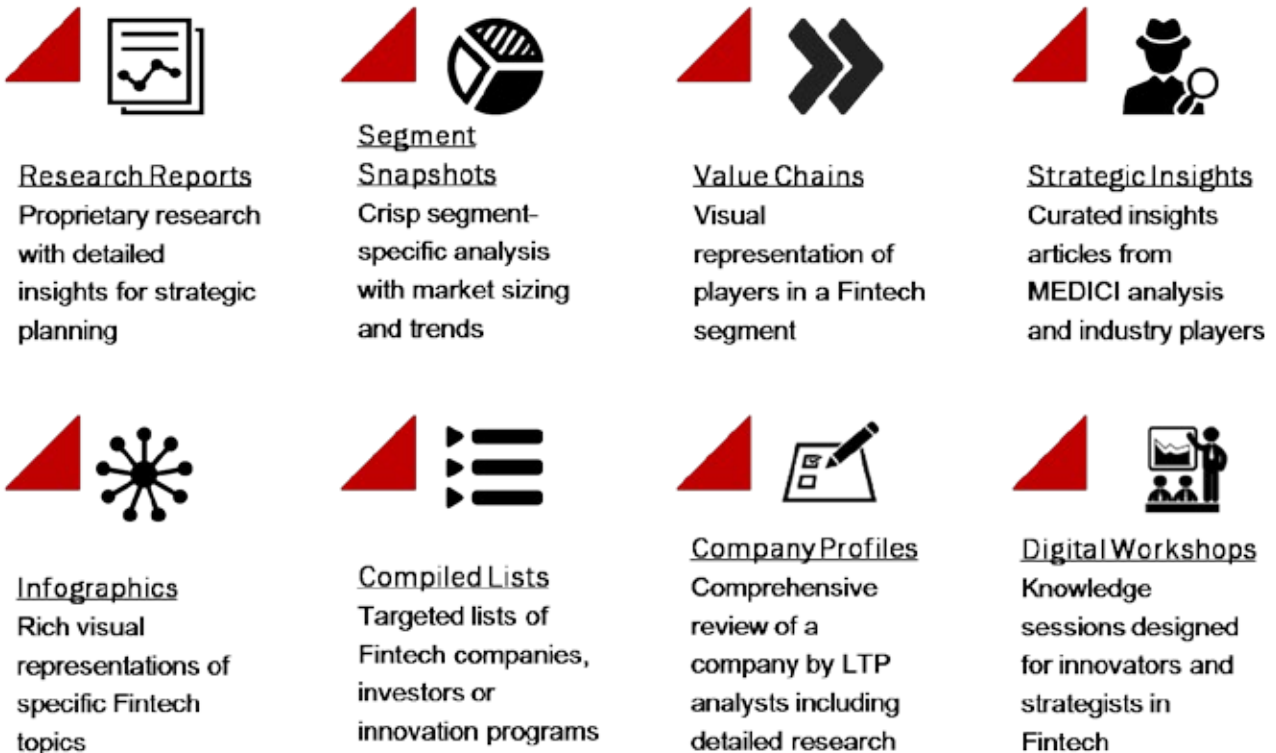 Research Reports
Proprietary research
with detailed
insights for strategic
planning
Segment
Snapshots
Crisp segment-
specific analysis
with market sizing
and trends
Value Chains
Visual
representation of
players in a Fintech
segment
Strategic Insights
Curated insights
articles from
MEDICI analysis
and industry players
Infographics
Rich visual
representations of
specific Fintech
topics
Compiled Lists
Targeted lists of
Fintech companies,
investors or
innovation programs
Company Profiles
Comprehensive
review of a
company by LTP
analysts including
detailed research
Digital Workshops
Knowledge
sessions designed
for innovators and
strategists in
Fintech